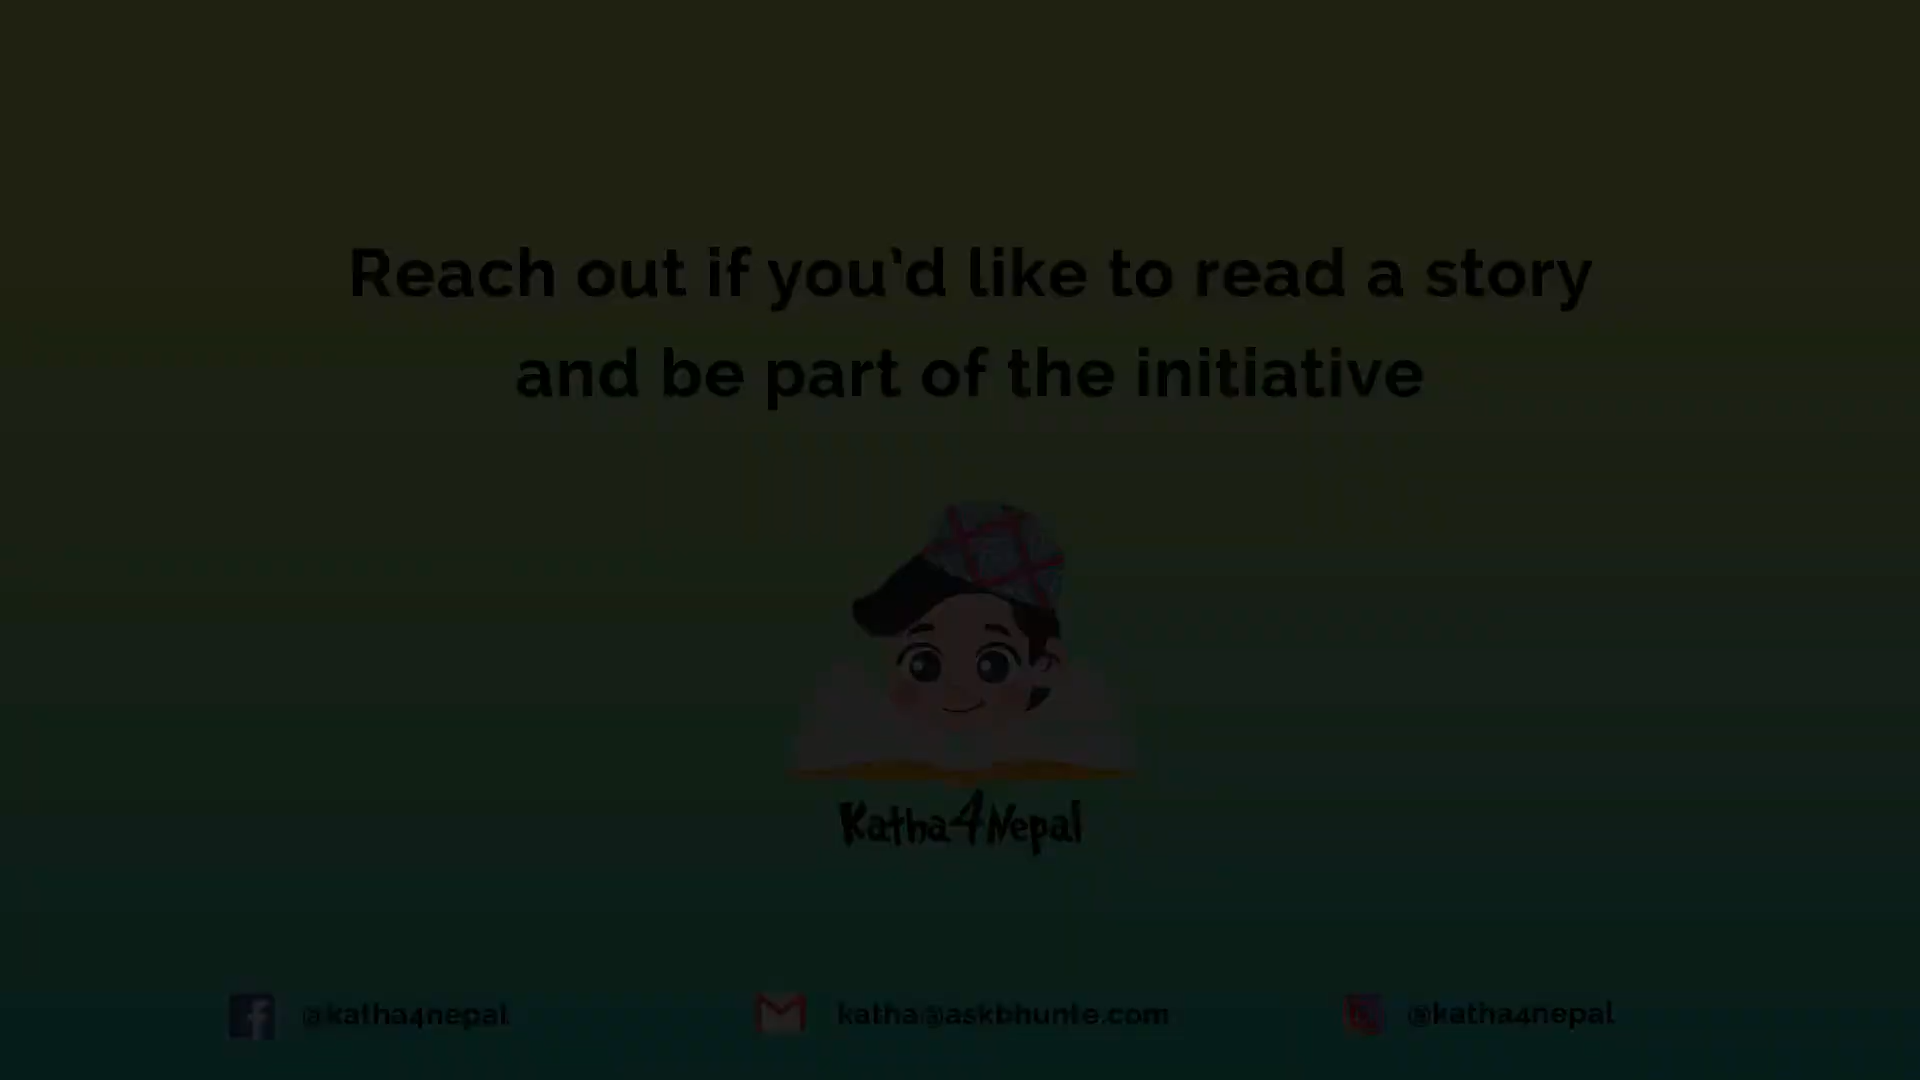 Reach out if you'd like to read a story
and be part of the initiative
Katha4Nepal
@katha4nepal
katha@askbhunte.com
@katha4nepal